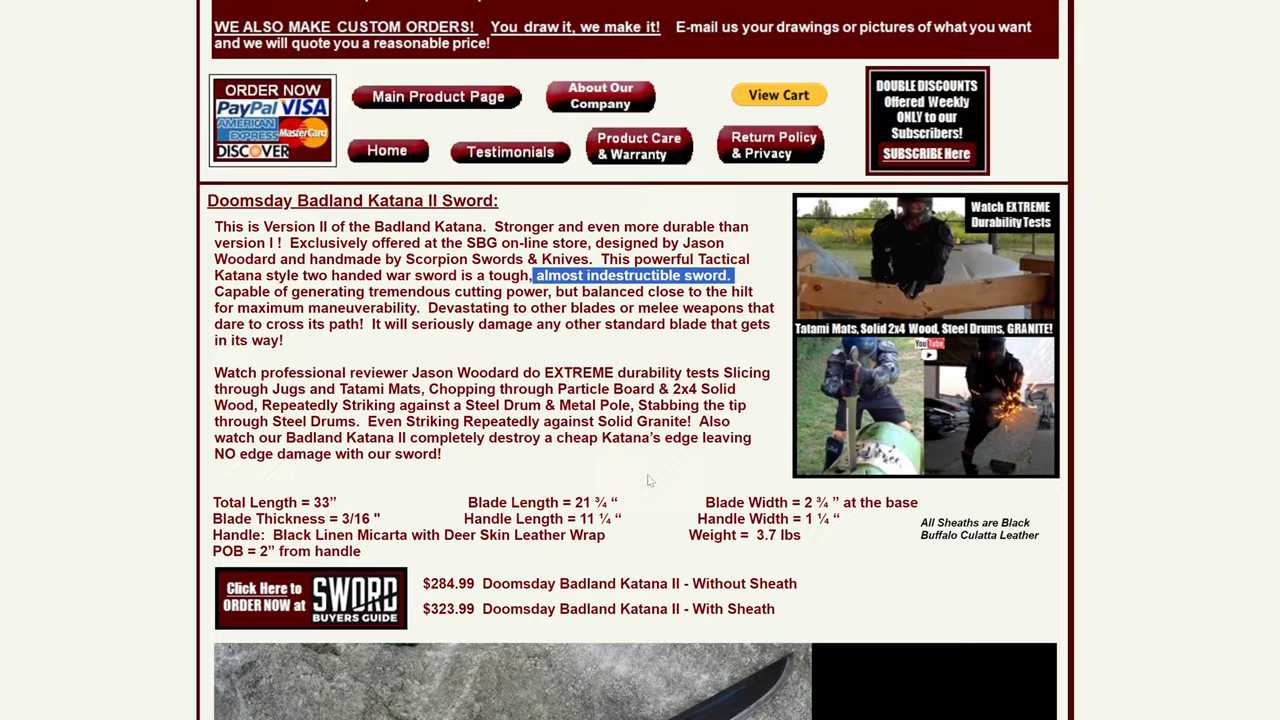 WE ALSO MAKE CUSTOM ORDERS! You draw it, we make it! E-mail us your drawings or pictures of what you want
and we will quote you a reasonable price!
ORDER NOW
PayPal VISA
AMERICAN EXPRESS MasterCard
DISCOVER
Main Product Page
About Our
Company
View Cart
Home
Testimonials
Product Care
& Warranty
Return Policy
& Privacy
DOUBLE DISCOUNTS
Offered Weekly
ONLY to our
Subscribers!
SUBSCRIBE Here
Doomsday Badland Katana II Sword:
This is Version II of the Badland Katana. Stronger and even more durable than
version I ! Exclusively offered at the SBG on-line store, designed by Jason
Woodard and handmade by Scorpion Swords & Knives. This powerful Tactical
Katana style two handed war sword is a tough, almost indestructible sword.
Capable of generating tremendous cutting power, but balanced close to the hilt
for maximum maneuverability. Devastating to other blades or melee weapons that
dare to cross its path! It will seriously damage any other standard blade that gets
in its way!
Watch professional reviewer Jason Woodard do EXTREME durability tests Slicing
through Jugs and Tatami Mats, Chopping through Particle Board & 2x4 Solid
Wood, Repeatedly Striking against a Steel Drum & Metal Pole, Stabbing the tip
through Steel Drums. Even Striking Repeatedly against Solid Granite! Also
watch our Badland Katana II completely destroy a cheap Katana’s edge leaving
NO edge damage with our sword!
Watch EXTREME
Durability Tests
Tatami Mats, Solid 2x4 Wood, Steel Drums, GRANITE!
YouTube
Total Length = 33” Blade Length = 21 ¾ “ Blade Width = 2 ¾ ” at the base
Blade Thickness = 3/16 " Handle Length = 11 ¼ “ Handle Width = 1 ¼ “
Handle: Black Linen Micarta with Deer Skin Leather Wrap Weight = 3.7 lbs
POB = 2” from handle
All Sheaths are Black
Buffalo Culatta Leather
Click Here to
ORDER NOW at
SWORD
BUYERS GUIDE
$284.99 Doomsday Badland Katana II - Without Sheath
$323.99 Doomsday Badland Katana II - With Sheath